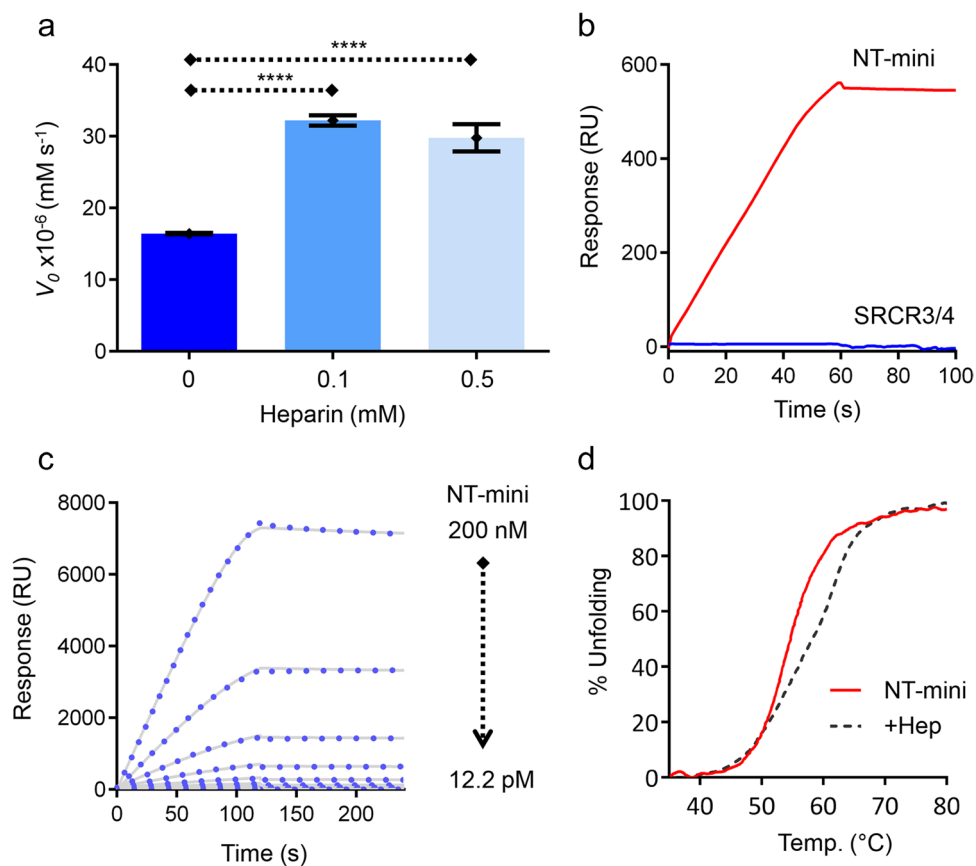 a
****
****
40
30
20
10
0
V₀ x10⁻⁶ (mM s⁻¹)
0 0.1 0.5
Heparin (mM)
b
600
400
200
0
Response (RU)
NT-mini
SRCR3/4
0 20 40 60 80 100
Time (s)
c
8000
6000
4000
2000
0
Response (RU)
0 50 100 150 200
Time (s)
NT-mini
200 nM
12.2 pM
d
100
80
60
40
20
0
% Unfolding
NT-mini
+Hep
40 50 60 70 80
Temp. (°C)